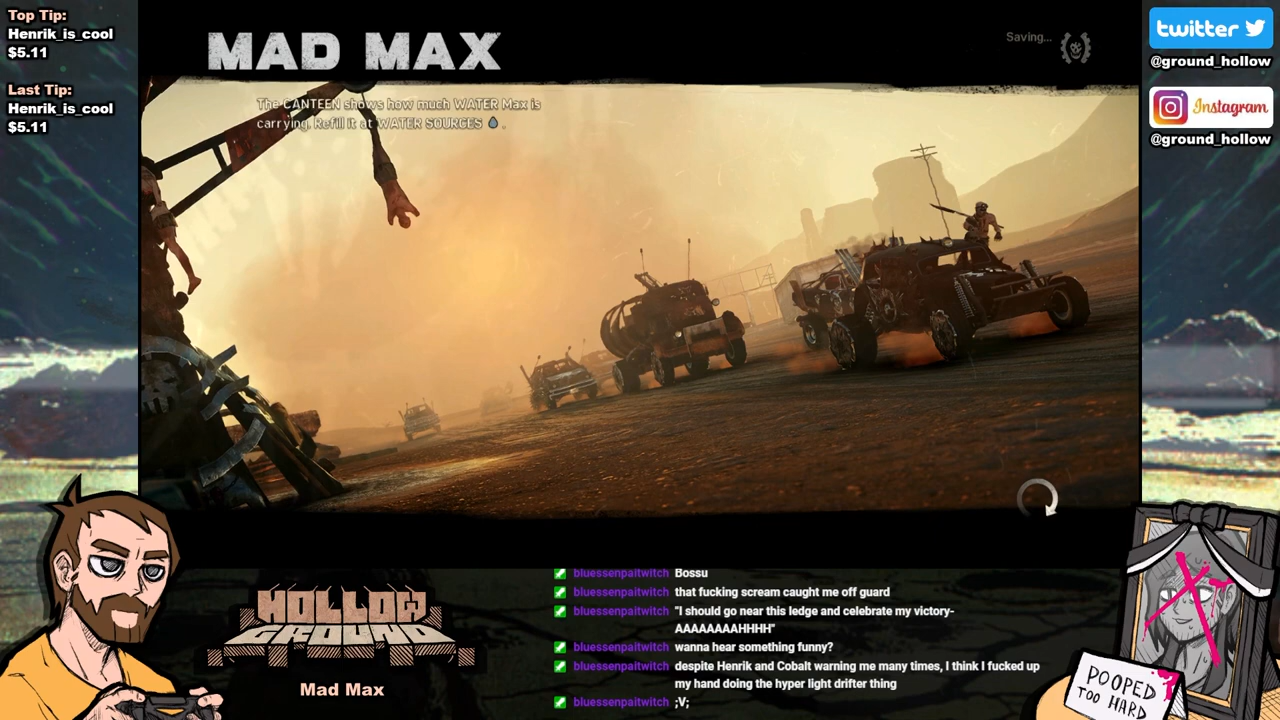 Top Tip:
Henrik_is_cool
$5.11
Last Tip:
Henrik_is_cool
$5.11
MAD MAX
Saving...
The CANTEEN shows how much WATER Max is
carrying. Refill it at WATER SOURCES .
twitter
@ground_hollow
Instagram
@ground_hollow
HOLLOW
GROUND
Mad Max
bluessenpaitwitch Bossu
bluessenpaitwitch that fucking scream caught me off guard
bluessenpaitwitch "I should go near this ledge and celebrate my victory-
AAAAAAAAHHHH"
bluessenpaitwitch wanna hear something funny?
bluessenpaitwitch despite Henrik and Cobalt warning me many times, I think I fucked up
my hand doing the hyper light drifter thing
bluessenpaitwitch ;V;
POOPED
TOO HARD